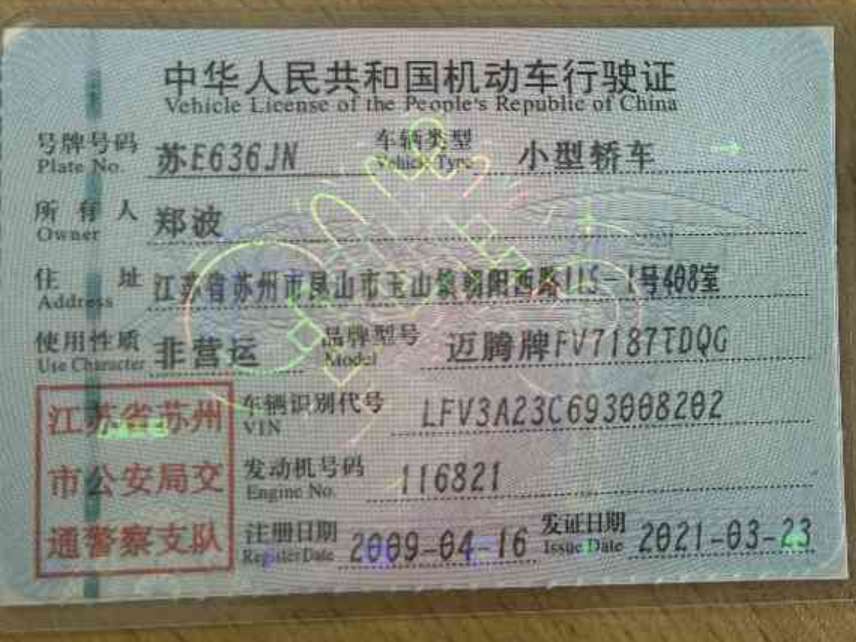 中华人民共和国机动车行驶证
Vehicle License of the People's Republic of China
号牌号码 苏E636JN 车辆类型 小型轿车
Plate No. Vehicle Type
所有人 郑波
Owner
住址 江苏省苏州市昆山市玉山镇朝阳西路115-1号408室
Address
使用性质 非营运 品牌型号 迈腾牌FV7187TDQG
Use Character Model
江苏省苏州 车辆识别代号 LFV3A23C693008202
VIN
市公安局交 发动机号码 116821
Engine No.
通警察支队 注册日期 2009-04-16 发证日期 2021-03-23
Register Date Issue Date